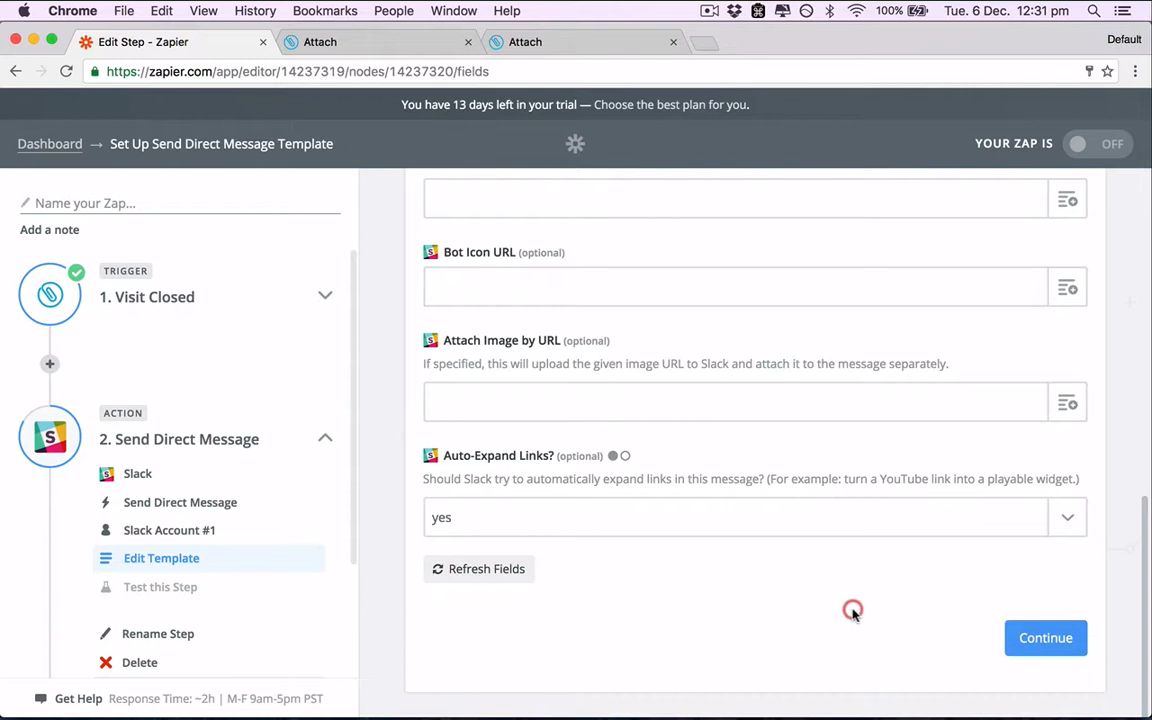 Chrome File Edit View History Bookmarks People Window Help 100% Tue. 6 Dec. 12:31 pm
Edit Step - Zapier Attach Attach Default
https://zapier.com/app/editor/14237319/nodes/14237320/fields
You have 13 days left in your trial — Choose the best plan for you.
Dashboard → Set Up Send Direct Message Template YOUR ZAP IS OFF
Name your Zap...
Add a note
TRIGGER
1. Visit Closed
ACTION
2. Send Direct Message
Slack
Send Direct Message
Slack Account #1
Edit Template
Test this Step
Rename Step
Delete
Get Help Response Time: ~2h | M-F 9am-5pm PST
Bot Icon URL (optional)
Attach Image by URL (optional)
If specified, this will upload the given image URL to Slack and attach it to the message separately.
Auto-Expand Links? (optional)
Should Slack try to automatically expand links in this message? (For example: turn a YouTube link into a playable widget.)
yes
Refresh Fields
Continue